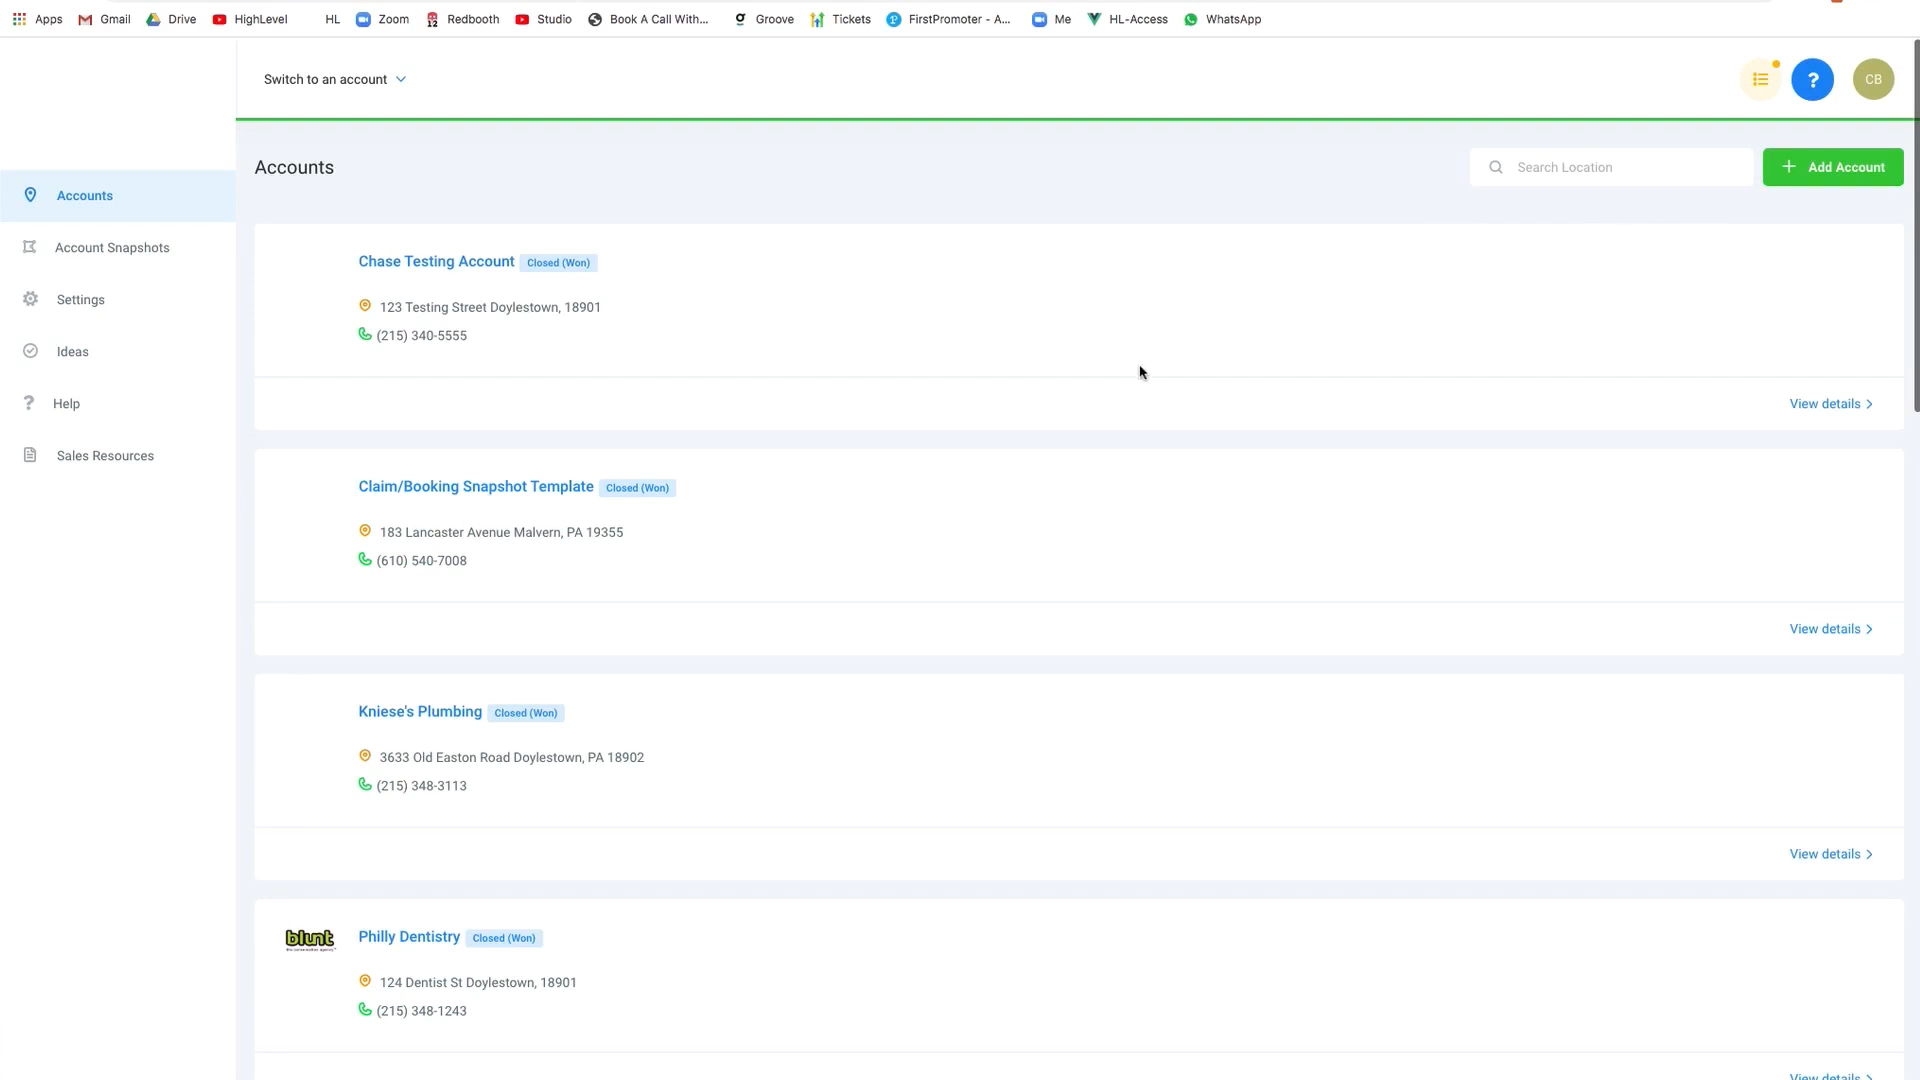 Apps Gmail Drive HighLevel HL Zoom 12 Redbooth Studio Book A Call With... g Groove Tickets P FirstPromoter - A... Me HL-Access WhatsApp
Switch to an account ? CB
Accounts Search Location + Add Account
Accounts
Account Snapshots
Settings
Ideas
? Help
Sales Resources
Chase Testing Account Closed (Won)
123 Testing Street Doylestown, 18901
(215) 340-5555
View details >
Claim/Booking Snapshot Template Closed (Won)
183 Lancaster Avenue Malvern, PA 19355
(610) 540-7008
View details >
Kniese's Plumbing Closed (Won)
3633 Old Easton Road Doylestown, PA 18902
(215) 348-3113
View details >
blunt Philly Dentistry Closed (Won)
124 Dentist St Doylestown, 18901
(215) 348-1243
View details >